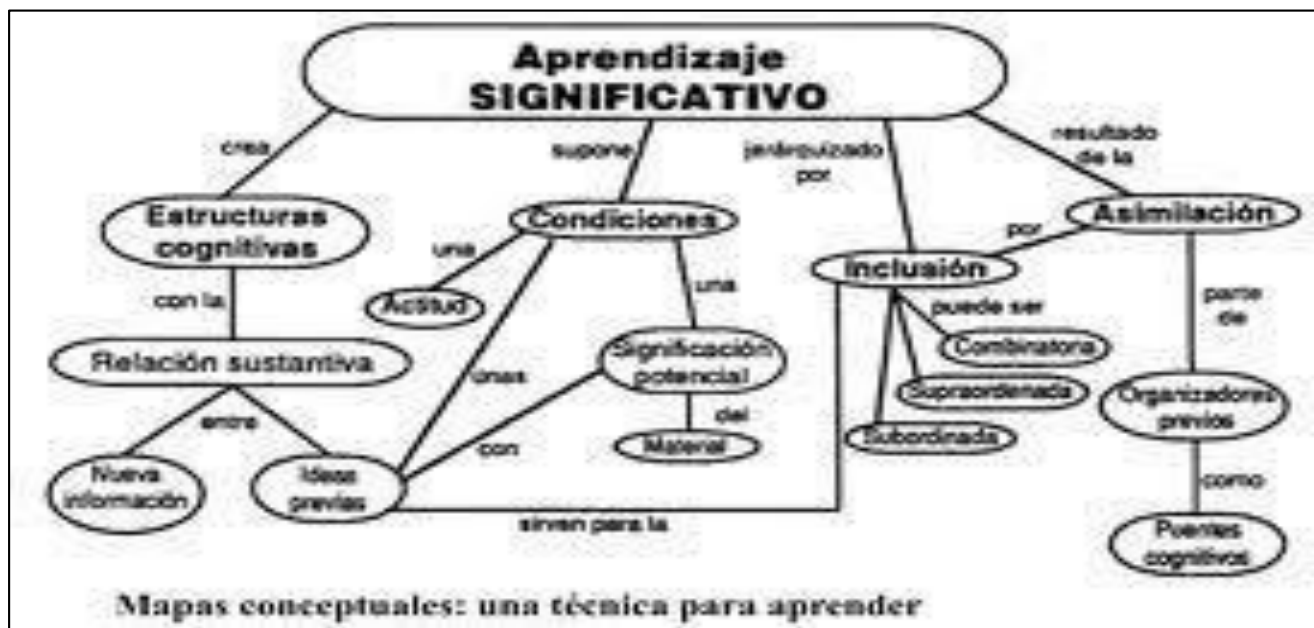 Aprendizaje
SIGNIFICATIVO
crea
supone
jerárquizado
por
resultado
de la
Estructuras
cognitivas
Condiciones
Asimilación
una
por
Inclusión
con la
Actitud
una
puede ser
parte
de
Relación sustantiva
Significación
potencial
Combinatoria
unas
Supraordenada
Organizadores
previos
entre
con
del
Subordinada
Material
Nueva
información
Ideas
previas
como
sirven para la
Puentes
cognitivos
Mapas conceptuales: una técnica para aprender